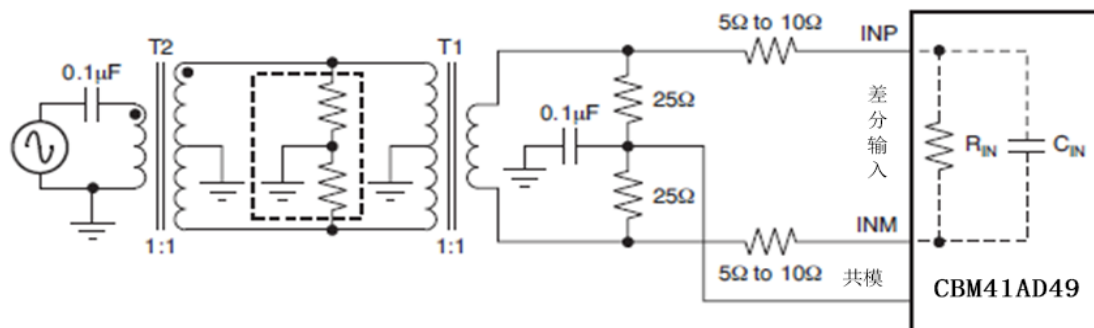 T2
0.1μF
1:1
T1
1:1
0.1μF
25Ω
25Ω
5Ω to 10Ω
INP
差分输入
INM
5Ω to 10Ω
共模
RIN
CIN
CBM41AD49